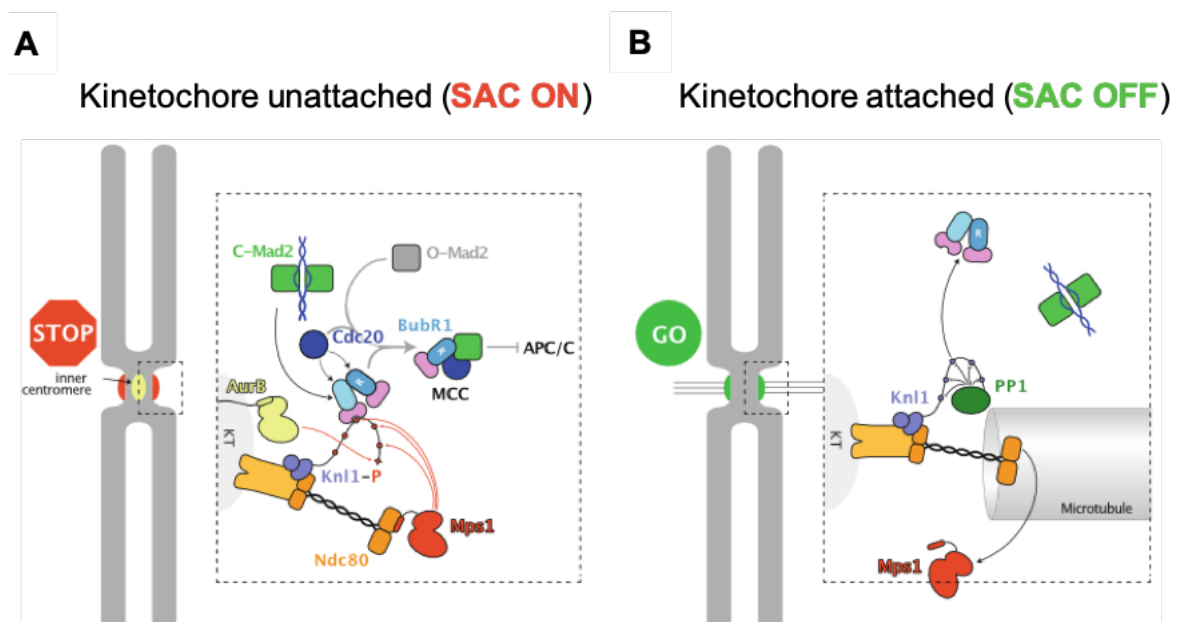 A
Kinetochore unattached (SAC ON)
STOP
inner
centromere
KT
C-Mad2
O-Mad2
Cdc20
BubR1
R
R
MCC
APC/C
AurB
Knl1-P
Mps1
Ndc80
B
Kinetochore attached (SAC OFF)
GO
KT
R
Knl1
PP1
Microtubule
Mps1